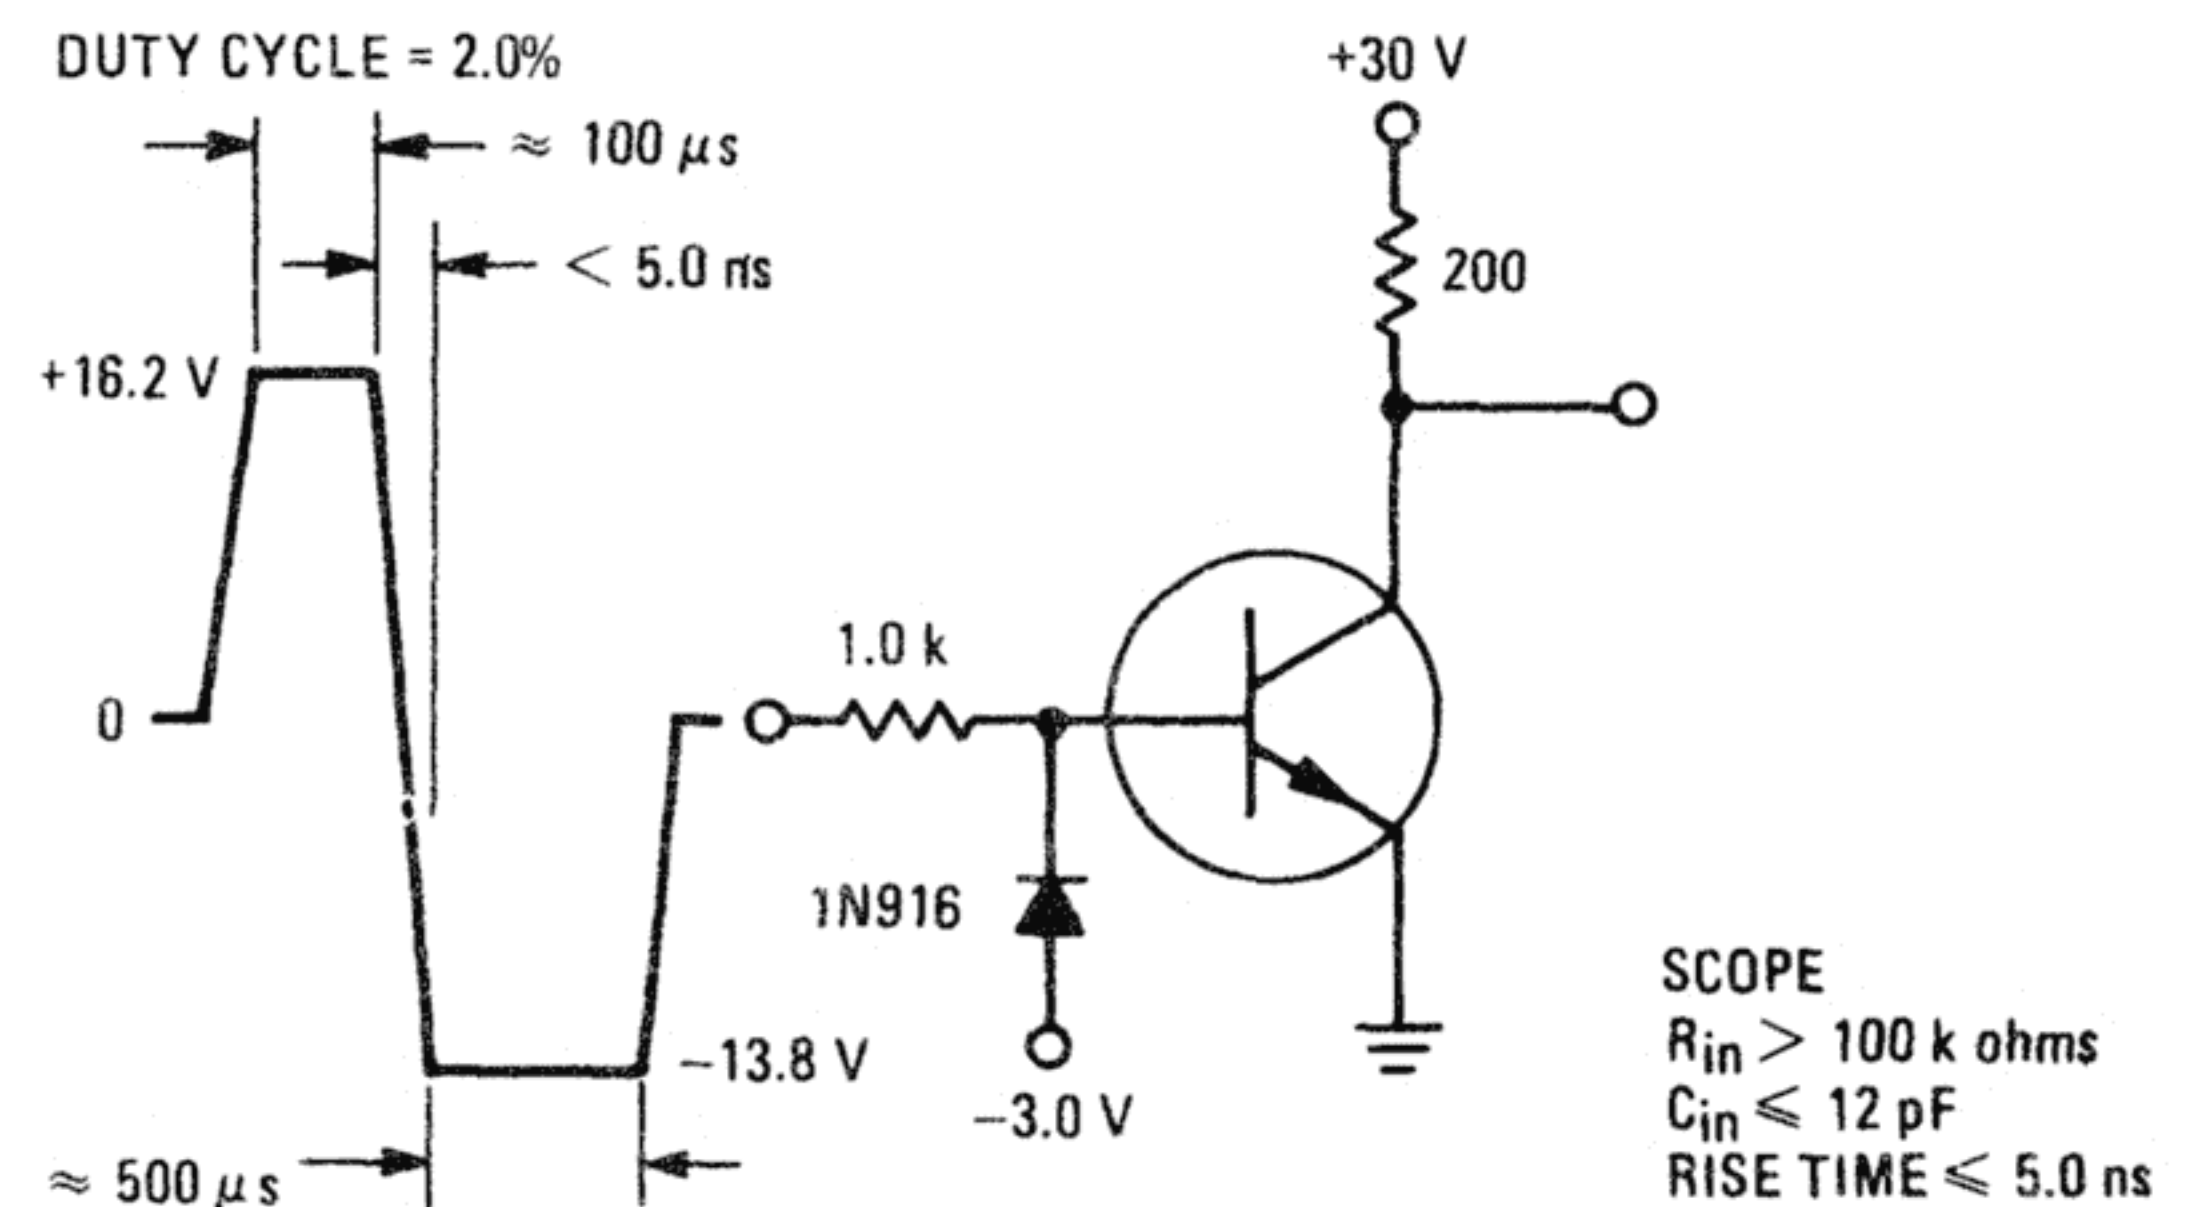 DUTY CYCLE = 2.0%
≈ 100 μs
< 5.0 ns
+16.2 V
0
-13.8 V
≈ 500 μs
+30 V
200
1.0 k
1N916
-3.0 V
SCOPE
Rin > 100 k ohms
Cin ⩽ 12 pF
RISE TIME ⩽ 5.0 ns